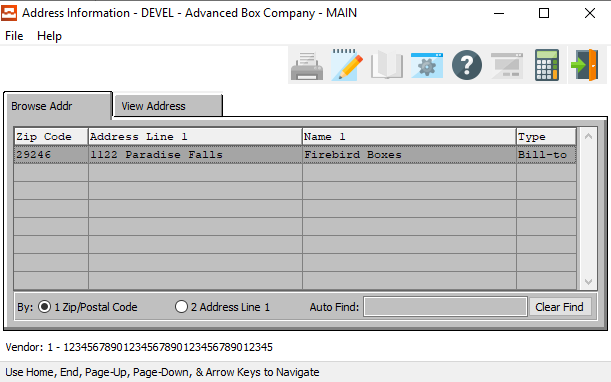 Address Information - DEVEL - Advanced Box Company - MAIN
File Help
Browse Addr View Address
Zip Code Address Line 1 Name 1 Type
29246 1122 Paradise Falls Firebird Boxes Bill-to
By: 1 Zip/Postal Code 2 Address Line 1 Auto Find: Clear Find
Vendor: 1 - 12345678901234567890123456789012345
Use Home, End, Page-Up, Page-Down, & Arrow Keys to Navigate